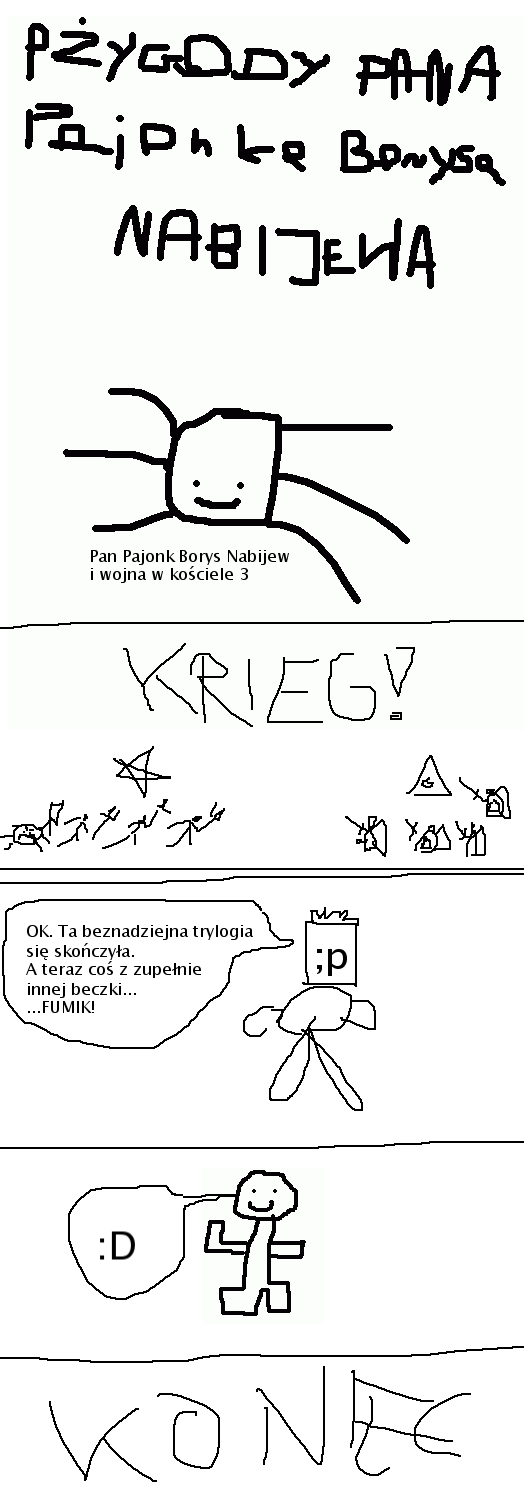 PŻYGODY PANA
PajOnkA BOrysA
NABIJEWA
Pan Pajonk Borys Nabijew
i wojna w kościele 3
KRIEG!
OK. Ta beznadziejna trylogia
się skończyła.
A teraz coś z zupełnie
innej beczki...
...FUMIK!
;p
:D